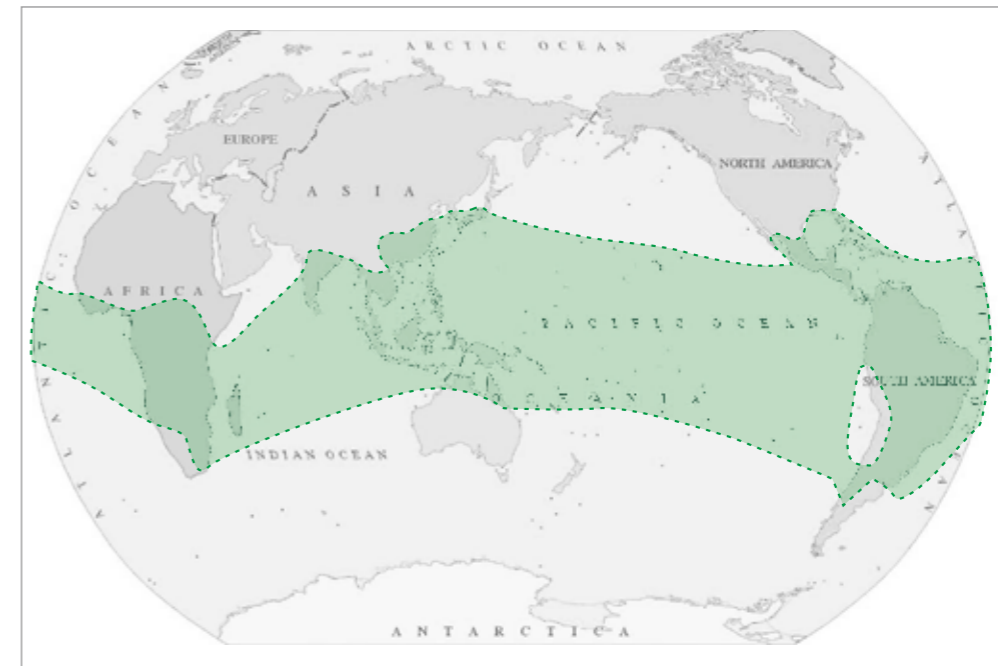 ARCTIC OCEAN
EUROPE
NORTH AMERICA
ASIA
AFRICA
PACIFIC OCEAN
SOUTH AMERICA
OCEANIA
INDIAN OCEAN
ANTARCTICA